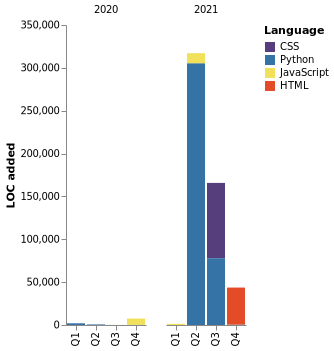 2020
2021
Language
CSS
Python
JavaScript
HTML
LOC added
350,000
300,000
250,000
200,000
150,000
100,000
50,000
0
Q1
Q2
Q3
Q4
Q1
Q2
Q3
Q4